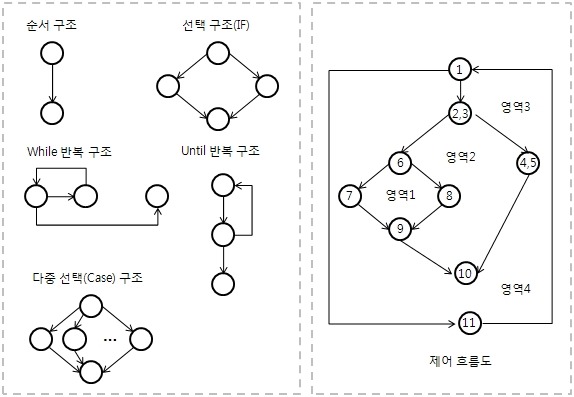 순서 구조
선택 구조(IF)
While 반복 구조
Until 반복 구조
다중 선택(Case) 구조
...
1
2,3
영역3
6
영역2
4,5
7
영역1
8
9
10
영역4
11
제어 흐름도